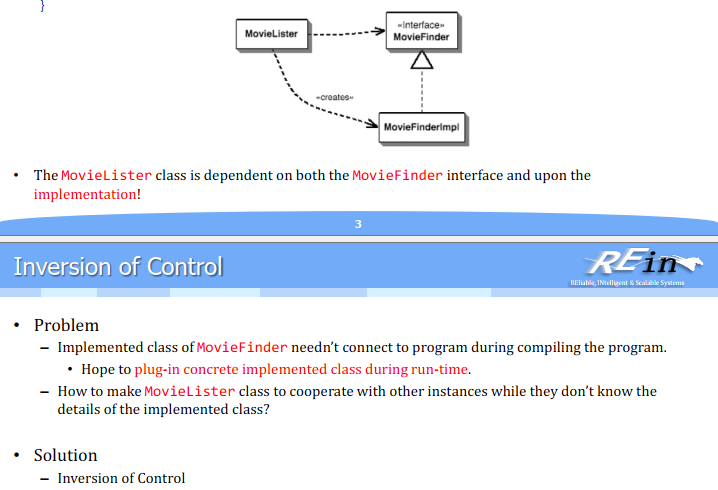 }
«interface»
MovieLister
MovieFinder
«creates»
MovieFinderImpl
• The MovieLister class is dependent on both the MovieFinder interface and upon the
implementation!
3
Inversion of Control
REin
REliable, INtelligent & Scalable Systems
• Problem
– Implemented class of MovieFinder needn’t connect to program during compiling the program.
• Hope to plug-in concrete implemented class during run-time.
– How to make MovieLister class to cooperate with other instances while they don’t know the
details of the implemented class?
• Solution
– Inversion of Control